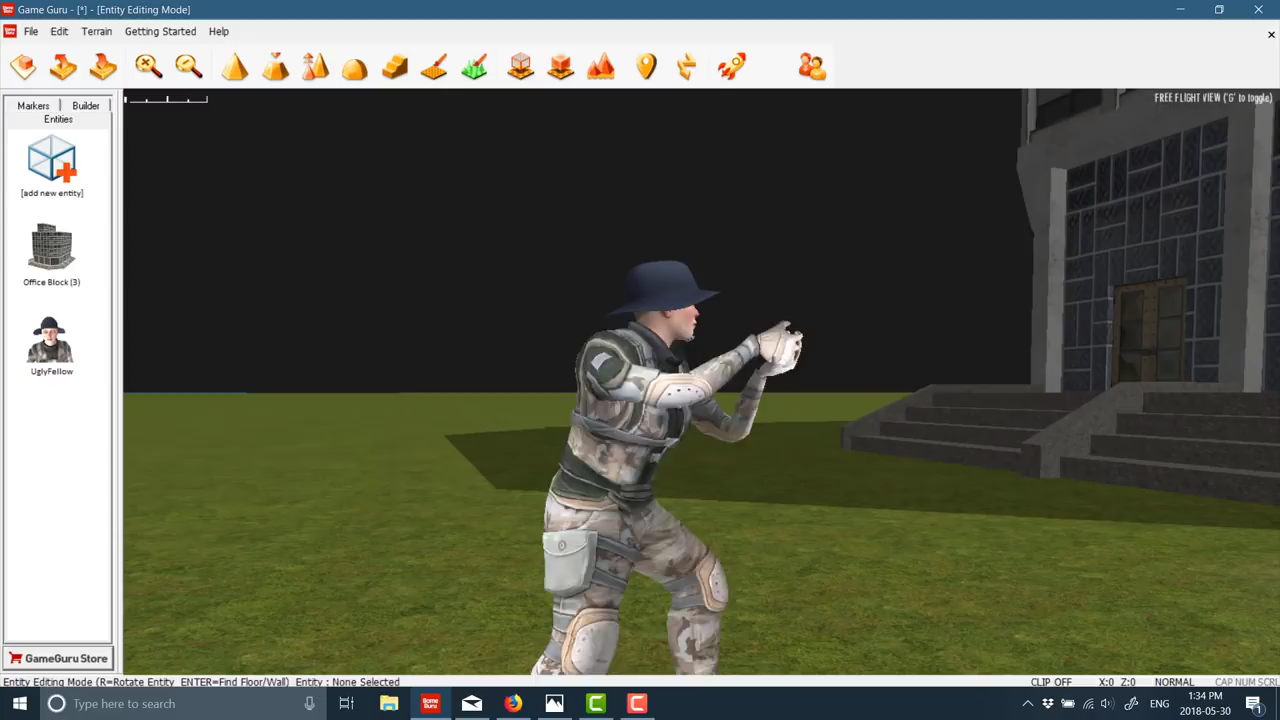 Game Guru - [*] - [Entity Editing Mode]
File Edit Terrain Getting Started Help
Markers Builder
Entities
[add new entity]
Office Block (3)
UglyFellow
GameGuru Store
FREE FLIGHT VIEW ('G' to toggle)
Entity Editing Mode (R=Rotate Entity ENTER=Find Floor/Wall) Entity : None Selected
CLIP OFF X:0 Z:0 NORMAL CAP NUM SCRL
Type here to search
ENG 1:34 PM
2018-05-30